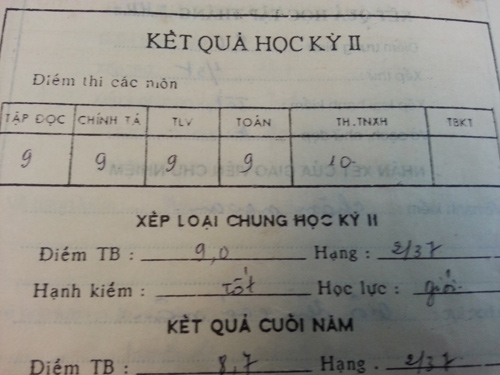 KẾT QUẢ HỌC KỲ II
Điểm thi các môn
TẬP ĐỌC CHÍNH TẢ TLV TOÁN TH.TNXH TBKT
9 9 9 9 10
XẾP LOẠI CHUNG HỌC KỲ II
Điểm TB : 9,0 Hạng : 2/37
Hạnh kiểm : Tốt Học lực : giỏi
KẾT QUẢ CUỐI NĂM
Điểm TB : 8,7 Hạng . 2/37